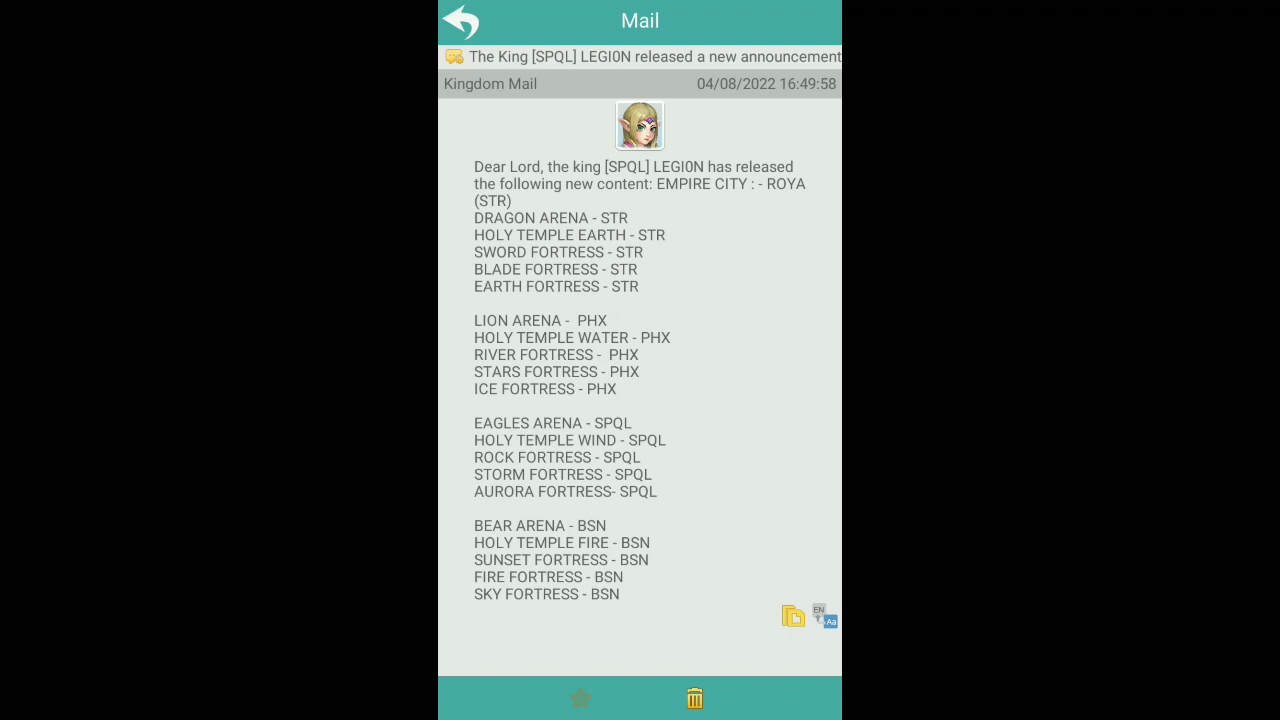 Mail
The King [SPQL] LEGI0N released a new announcement
Kingdom Mail 04/08/2022 16:49:58
Dear Lord, the king [SPQL] LEGI0N has released
the following new content: EMPIRE CITY : - ROYA
(STR)
DRAGON ARENA - STR
HOLY TEMPLE EARTH - STR
SWORD FORTRESS - STR
BLADE FORTRESS - STR
EARTH FORTRESS - STR
LION ARENA -  PHX
HOLY TEMPLE WATER - PHX
RIVER FORTRESS -  PHX
STARS FORTRESS - PHX
ICE FORTRESS - PHX
EAGLES ARENA - SPQL
HOLY TEMPLE WIND - SPQL
ROCK FORTRESS - SPQL
STORM FORTRESS - SPQL
AURORA FORTRESS- SPQL
BEAR ARENA - BSN
HOLY TEMPLE FIRE - BSN
SUNSET FORTRESS - BSN
FIRE FORTRESS - BSN
SKY FORTRESS - BSN
EN
Aa